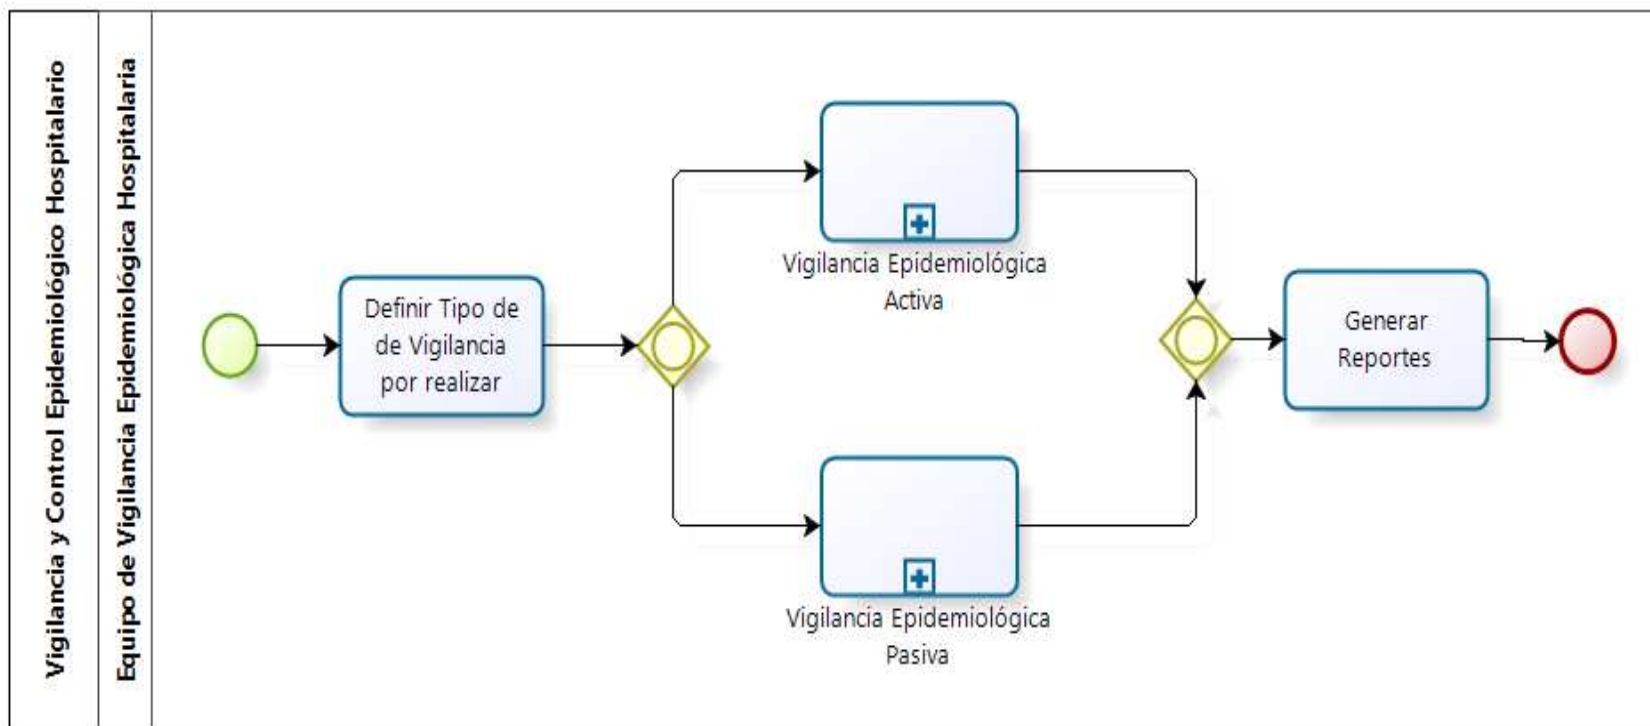 Vigilancia y Control Epidemiológico Hospitalario
Equipo de Vigilancia Epidemiológica Hospitalaria
Definir Tipo de
de Vigilancia
por realizar
Vigilancia Epidemiológica
Activa
Vigilancia Epidemiológica
Pasiva
Generar
Reportes